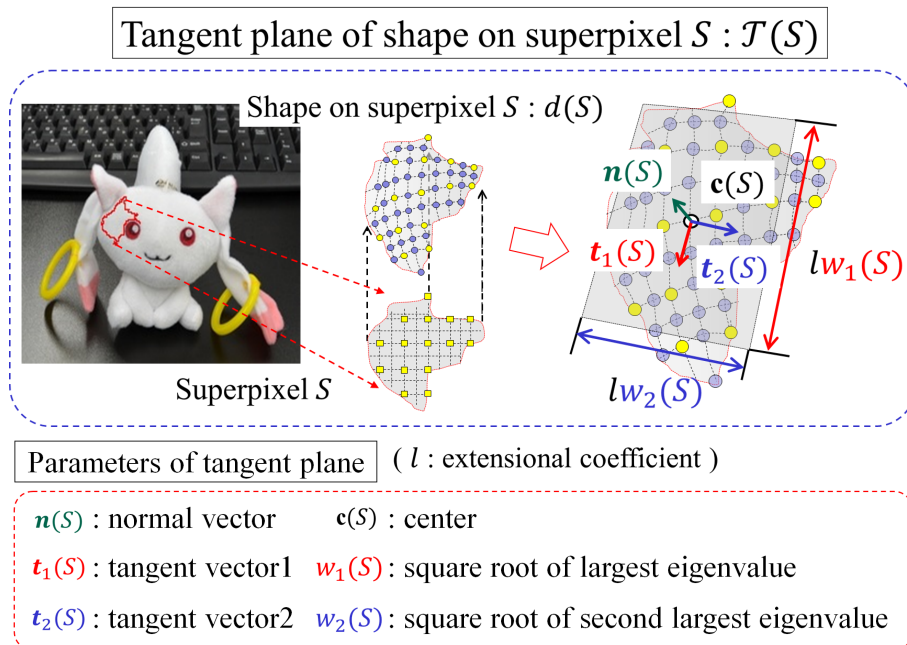 Tangent plane of shape on superpixel S : 𝒯(S)
Shape on superpixel S : d(S)
n(S)
c(S)
t₁(S)
t₂(S)
lw₁(S)
lw₂(S)
Superpixel S
Parameters of tangent plane ( l : extensional coefficient )
n(S) : normal vector c(S) : center
t₁(S) : tangent vector1 w₁(S) : square root of largest eigenvalue
t₂(S) : tangent vector2 w₂(S) : square root of second largest eigenvalue